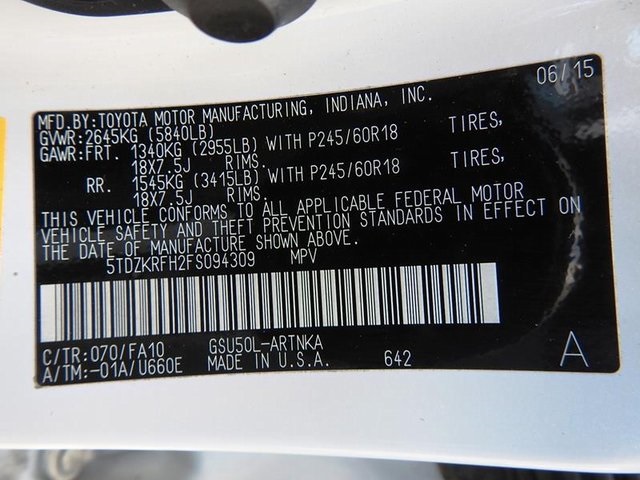 06/15
MFD.BY:TOYOTA MOTOR MANUFACTURING, INDIANA, INC.
GVWR:2645KG (5840LB)
GAWR:FRT. 1340KG (2955LB) WITH P245/60R18 TIRES,
18X7.5J RIMS.
RR. 1545KG (3415LB) WITH P245/60R18 TIRES,
18X7.5J RIMS.
THIS VEHICLE CONFORMS TO ALL APPLICABLE FEDERAL MOTOR
VEHICLE SAFETY AND THEFT PREVENTION STANDARDS IN EFFECT ON
THE DATE OF MANUFACTURE SHOWN ABOVE.
5TDZKRFH2FS094309 MPV
C/TR:070/FA10 GSU50L-ARTNKA
A/TM:-01A/U660E MADE IN U.S.A. 642 A